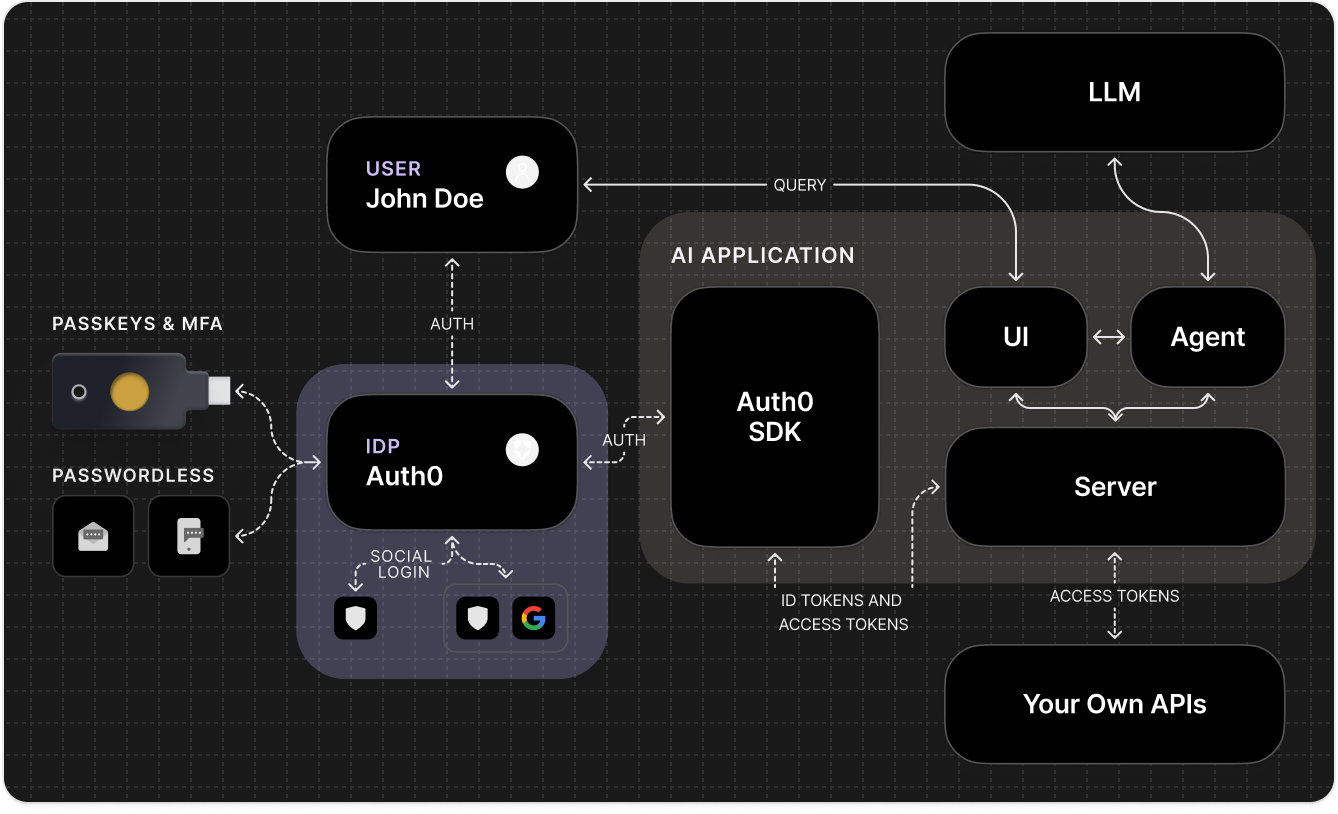 LLM
USER
John Doe
QUERY
AI APPLICATION
PASSKEYS & MFA
AUTH
UI
Agent
IDP
Auth0
AUTH
Auth0
SDK
PASSWORDLESS
Server
SOCIAL
LOGIN
ID TOKENS AND
ACCESS TOKENS
ACCESS TOKENS
Your Own APIs